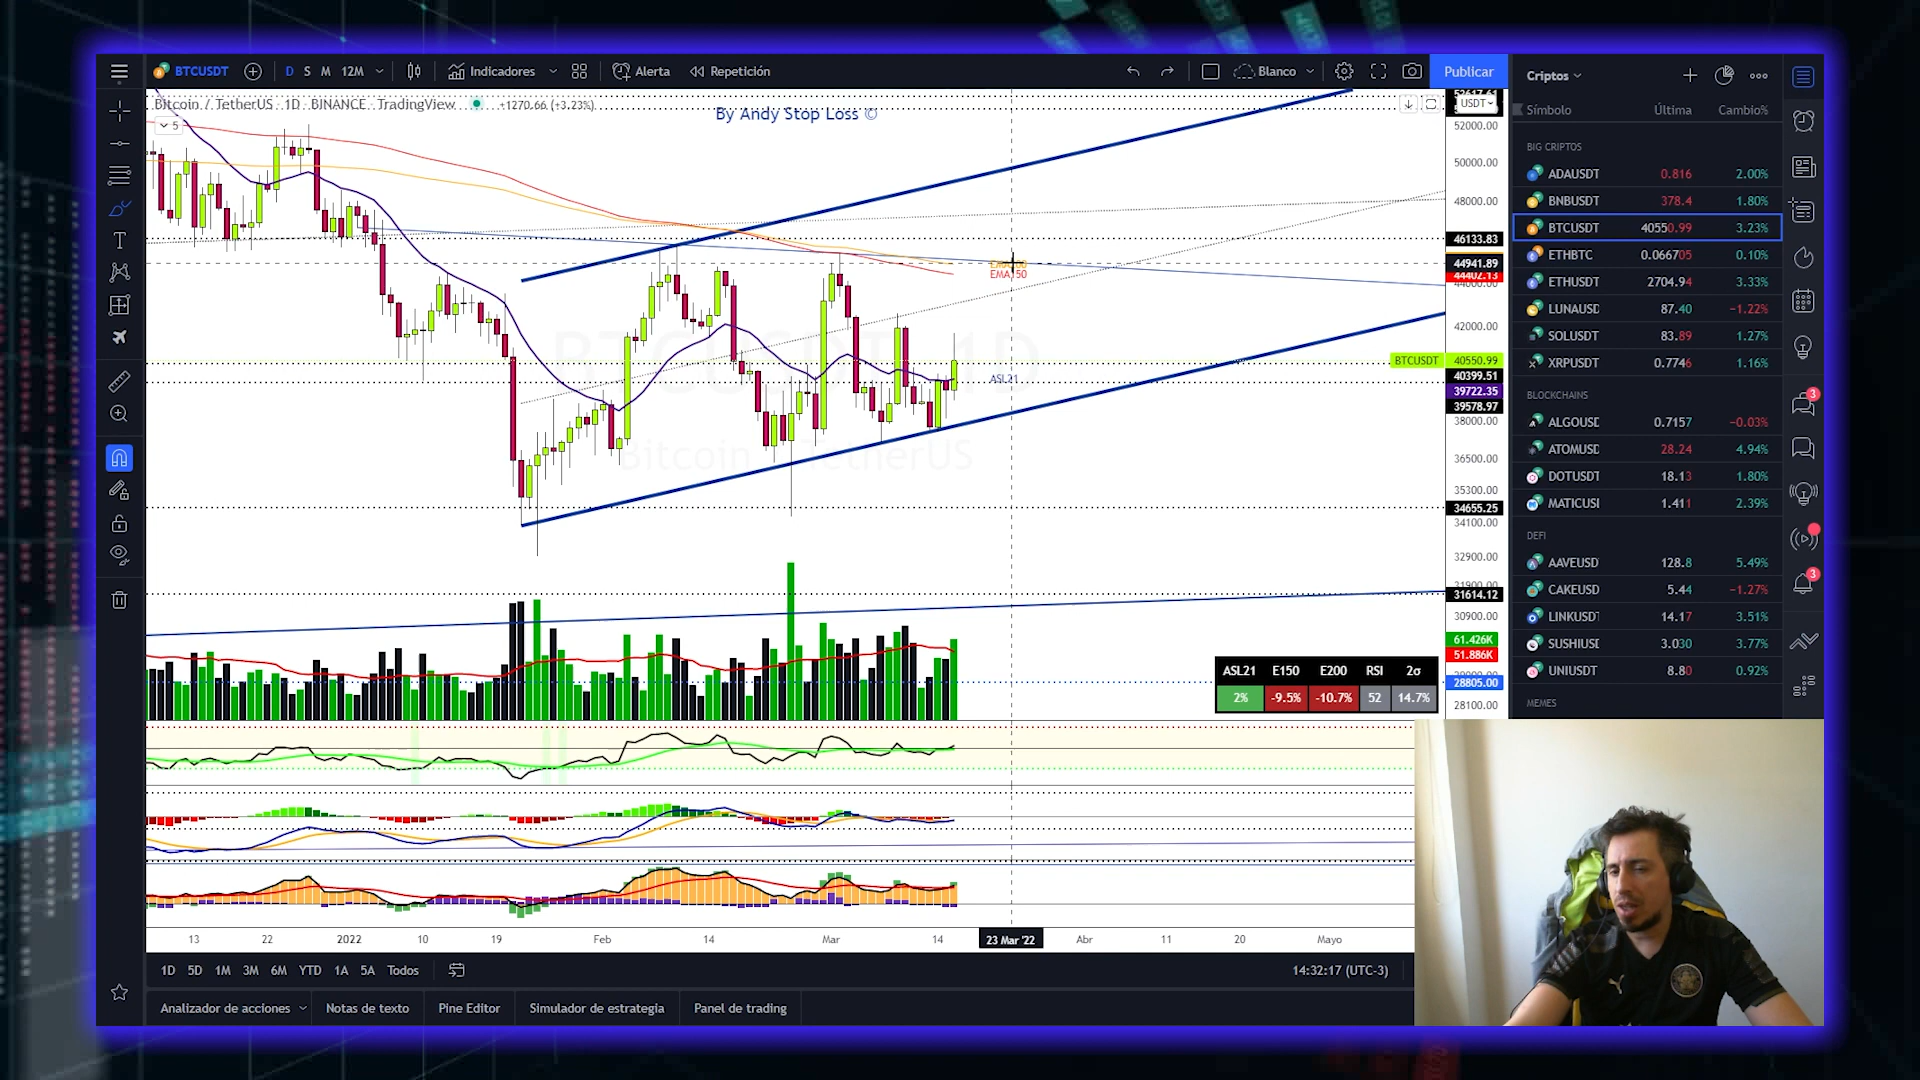 BTCUSDT D S M 12M Indicadores Alerta Repetición Blanco Publicar
Bitcoin / TetherUS · 1D · BINANCE · TradingView +1270.66 (+3.23%)
5
By Andy Stop Loss ©
USDT
52617.61
52000.00
50000.00
48000.00
46133.83
44941.89
44402.13
44000.00
42000.00
BTCUSDT 40550.99
40399.51
39722.35
39578.97
38000.00
36500.00
35300.00
34655.25
34100.00
32900.00
31900.00
31614.12
30900.00
61.426K
51.886K
28805.00
28100.00
EMA150
ASL21
BTCUSDT, 1D
Bitcoin / TetherUS
ASL21 E150 E200 RSI 2σ
2% -9.5% -10.7% 52 14.7%
13 22 2022 10 19 Feb 14 Mar 14 23 Mar '22 Abr 11 20 Mayo
1D 5D 1M 3M 6M YTD 1A 5A Todos
14:32:17 (UTC-3)
Analizador de acciones Notas de texto Pine Editor Simulador de estrategia Panel de trading
Criptos
Símbolo Última Cambio%
BIG CRIPTOS
ADAUSDT 0.816 2.00%
BNBUSDT 378.4 1.80%
BTCUSDT 40550.99 3.23%
ETHBTC 0.066705 0.10%
ETHUSDT 2704.94 3.33%
LUNAUSD 87.40 −1.22%
SOLUSDT 83.89 1.27%
XRPUSDT 0.7746 1.16%
BLOCKCHAINS
ALGOUSD 0.7157 −0.03%
ATOMUSD 28.24 4.94%
DOTUSDT 18.13 1.80%
MATICUS 1.411 2.39%
DEFI
AAVEUSD 128.8 5.49%
CAKEUSD 5.44 −1.27%
LINKUSDT 14.17 3.51%
SUSHIUS 3.030 3.77%
UNIUSDT 8.80 0.92%
MEMES
3
3